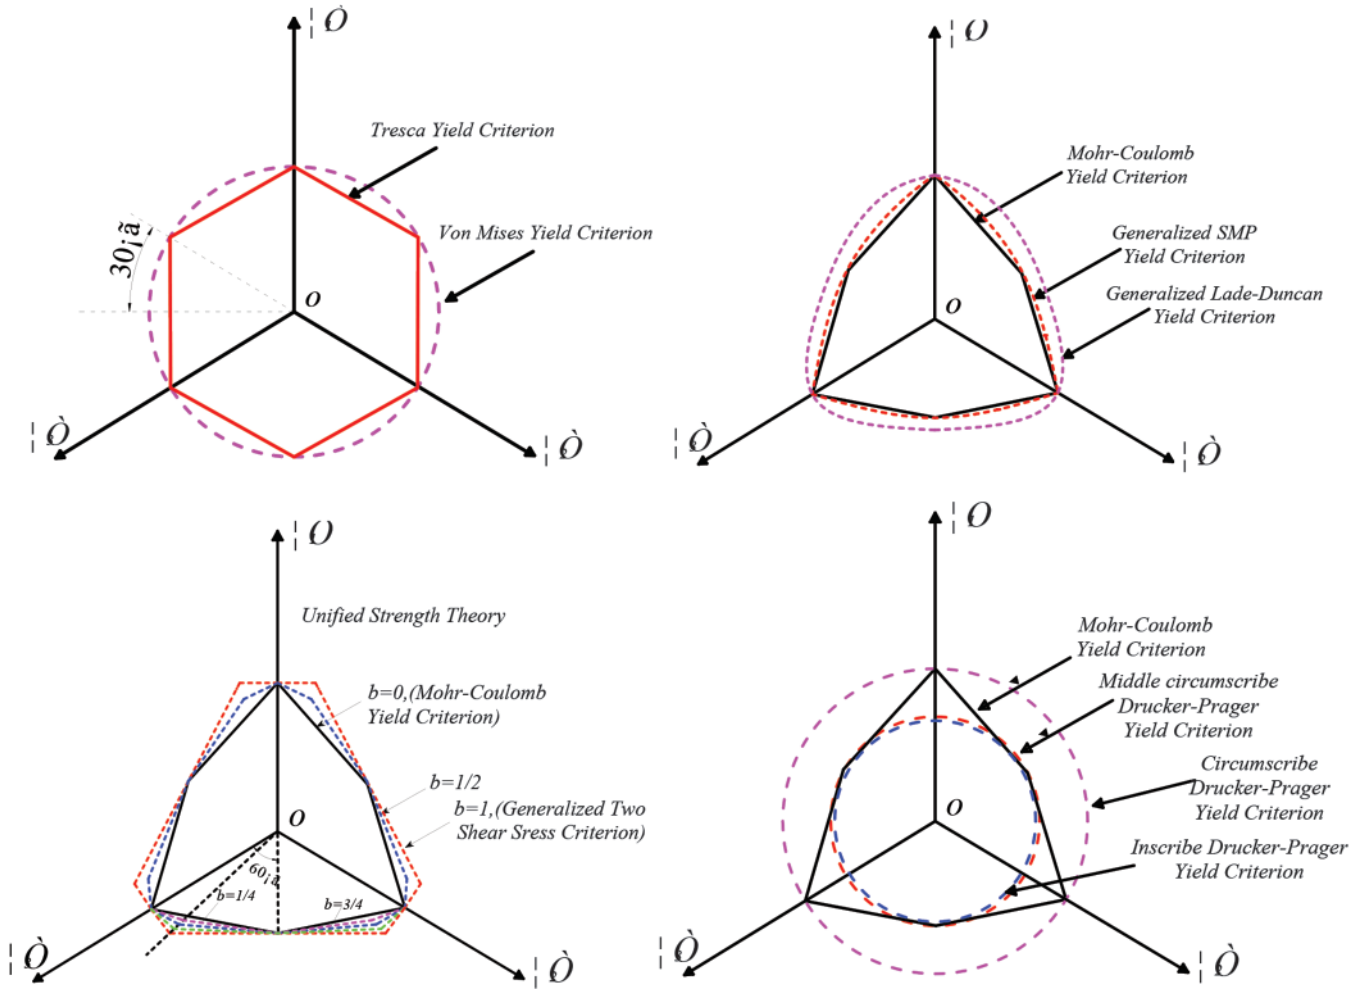 ¦Ò
Tresca Yield Criterion
Von Mises Yield Criterion
30¡ã
O
¦Ò
¦Ò
¦Ò
Mohr-Coulomb
Yield Criterion
Generalized SMP
Yield Criterion
Generalized Lade-Duncan
Yield Criterion
O
¦Ò
¦Ò
¦Ò
Unified Strength Theory
b=0,(Mohr-Coulomb
Yield Criterion)
b=1/2
b=1,(Generalized Two
Shear Sress Criterion)
O
60¡ã
b=1/4
b=3/4
¦Ò
¦Ò
¦Ò
Mohr-Coulomb
Yield Criterion
Middle circumscribe
Drucker-Prager
Yield Criterion
Circumscribe
Drucker-Prager
Yield Criterion
O
Inscribe Drucker-Prager
Yield Criterion
¦Ò
¦Ò